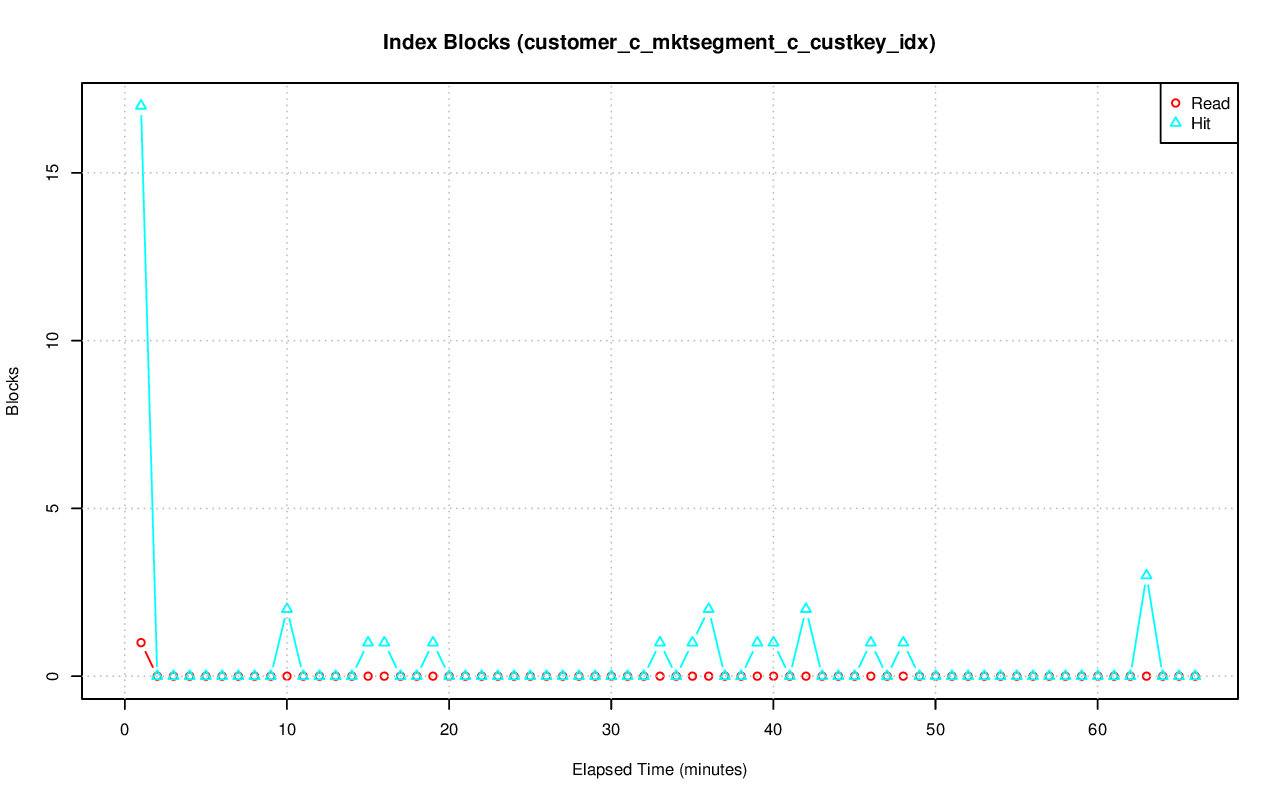 Index Blocks (customer_c_mktsegment_c_custkey_idx)
Read
Hit
15
10
5
0
Blocks
0 10 20 30 40 50 60
Elapsed Time (minutes)